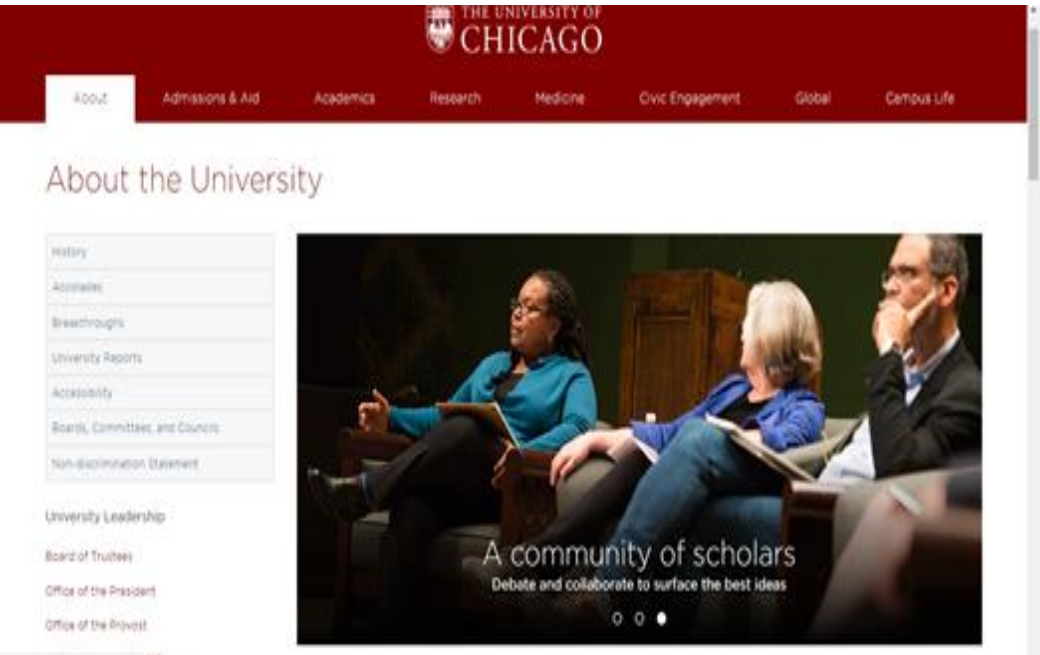 THE UNIVERSITY OF
CHICAGO
About
Admissions & Aid
Academics
Research
Medicine
Civic Engagement
Global
Campus Life
About the University
History
Accolades
Breakthroughs
University Reports
Accessibility
Boards, Committees, and Councils
Non-discrimination Statement
University Leadership
Board of Trustees
Office of the President
Office of the Provost
A community of scholars
Debate and collaborate to surface the best ideas